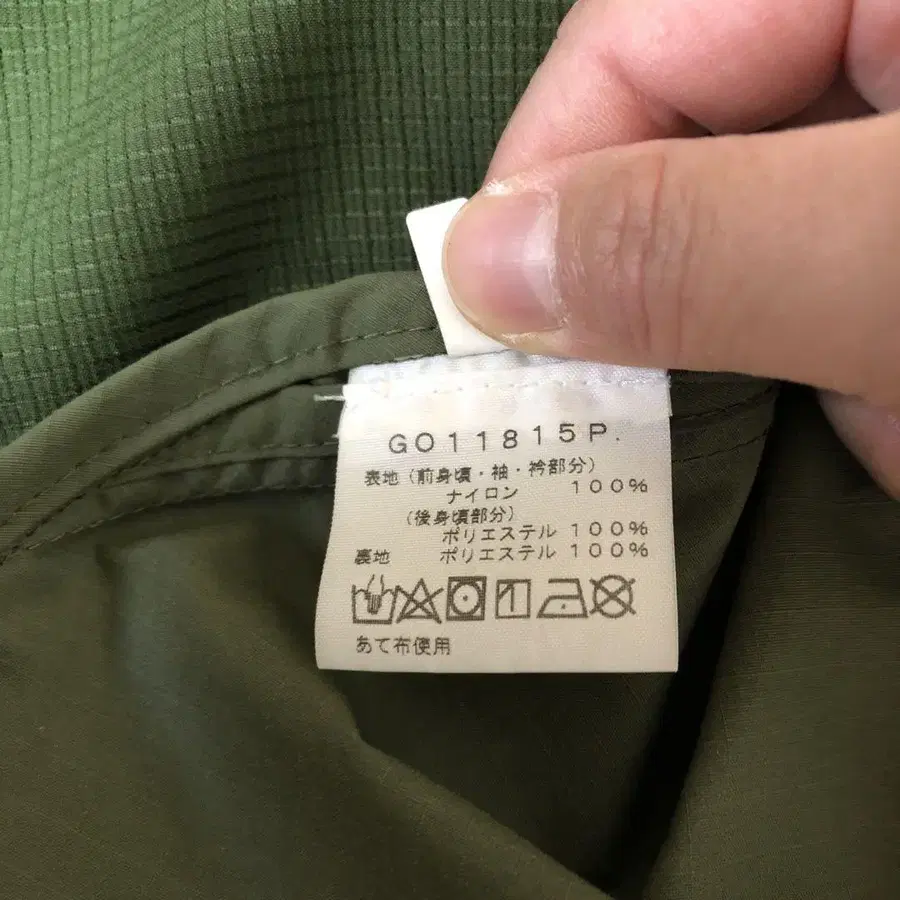 GO11815P.
表地（前身頃・袖・衿部分）
ナイロン 100%
（後身頃部分）
ポリエステル 100%
裏地 ポリエステル 100%
あて布使用